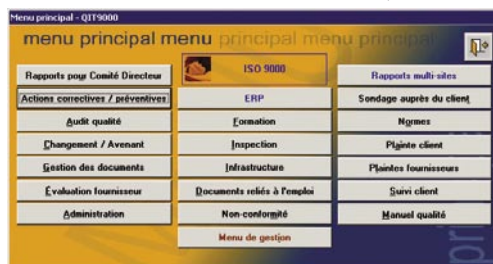 Menu principal - QIT9000
menu principal menu principal menu principal
Rapports pour Comité Directeur
ISO 9000
Rapports multi-sites
Actions correctives / préventives
ERP
Sondage auprès du client
Audit qualité
Formation
Normes
Changement / Avenant
Inspection
Plainte client
Gestion des documents
Infrastructure
Plaintes fournisseurs
Évaluation fournisseur
Documents reliés à l'emploi
Suivi client
Administration
Non-conformité
Manuel qualité
Menu de gestion
pri